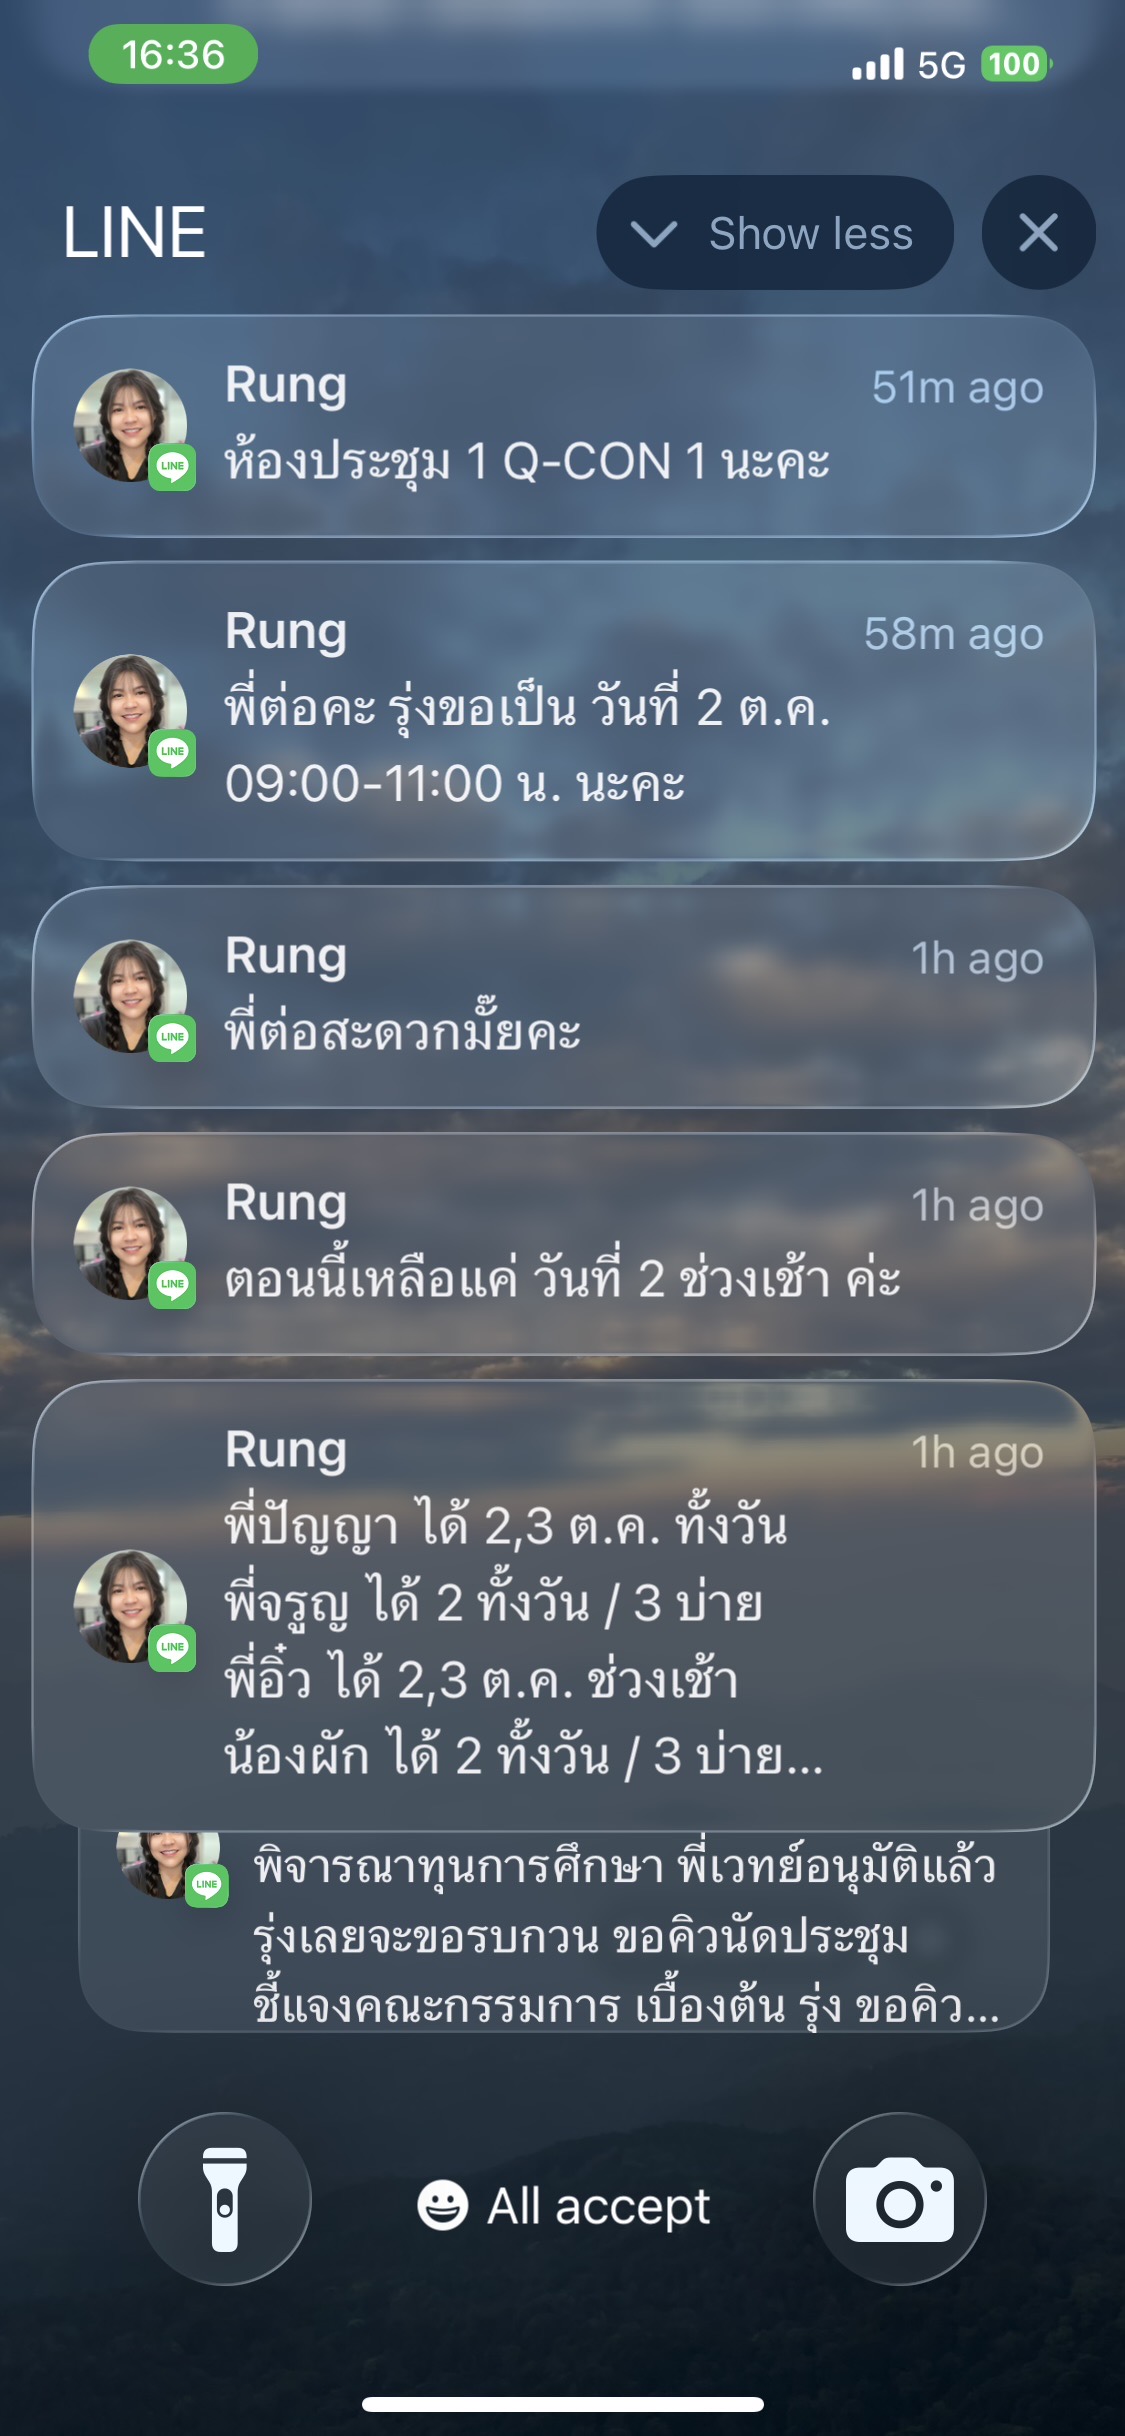 16:36
5G 100
LINE
Show less
Rung
51m ago
ห้องประชุม 1 Q-CON 1 นะคะ
LINE
Rung
58m ago
พี่ต่อคะ รุ่งขอเป็น วันที่ 2 ต.ค.
09:00-11:00 น. นะคะ
LINE
Rung
1h ago
พี่ต่อสะดวกมั๊ยคะ
LINE
Rung
1h ago
ตอนนี้เหลือแค่ วันที่ 2 ช่วงเช้า ค่ะ
LINE
Rung
1h ago
พี่ปัญญา ได้ 2,3 ต.ค. ทั้งวัน
พี่จรูญ ได้ 2 ทั้งวัน / 3 บ่าย
พี่อิ๋ว ได้ 2,3 ต.ค. ช่วงเช้า
น้องผัก ได้ 2 ทั้งวัน / 3 บ่าย...
LINE
พิจารณาทุนการศึกษา พี่เวทย์อนุมัติแล้ว
รุ่งเลยจะขอรบกวน ขอคิวนัดประชุม
ชี้แจงคณะกรรมการ เบื้องต้น รุ่ง ขอคิว...
LINE
All accept